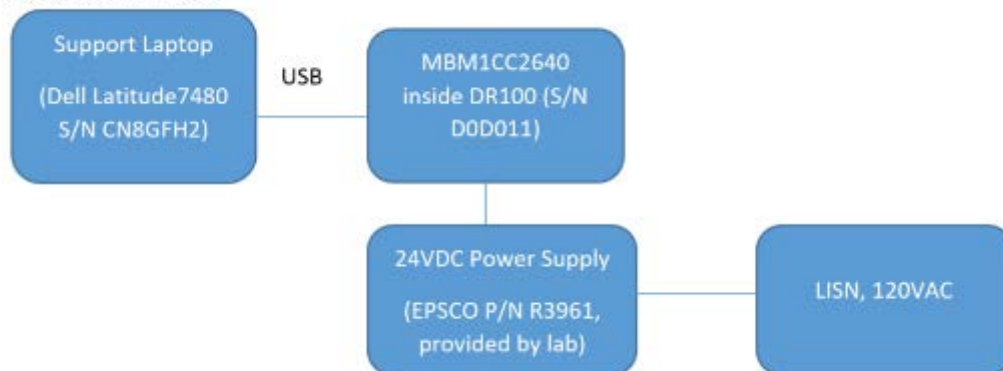 Support Laptop
(Dell Latitude7480
S/N CN8GFH2)
USB
MBM1CC2640
inside DR100 (S/N
D0D011)
24VDC Power Supply
(EPSCO P/N R3961,
provided by lab)
LISN, 120VAC